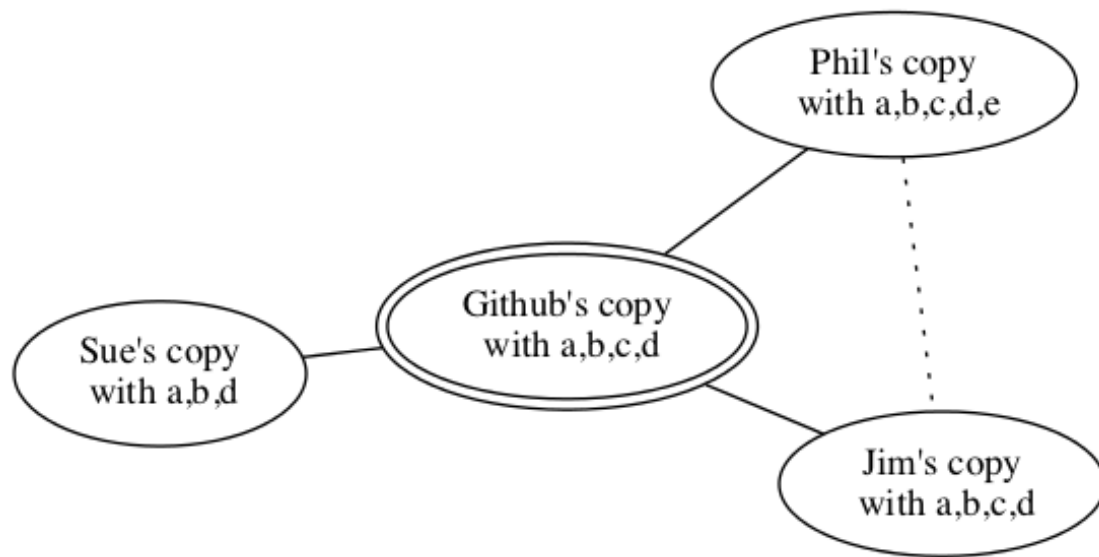 Phil's copy
with a,b,c,d,e
Github's copy
with a,b,c,d
Sue's copy
with a,b,d
Jim's copy
with a,b,c,d